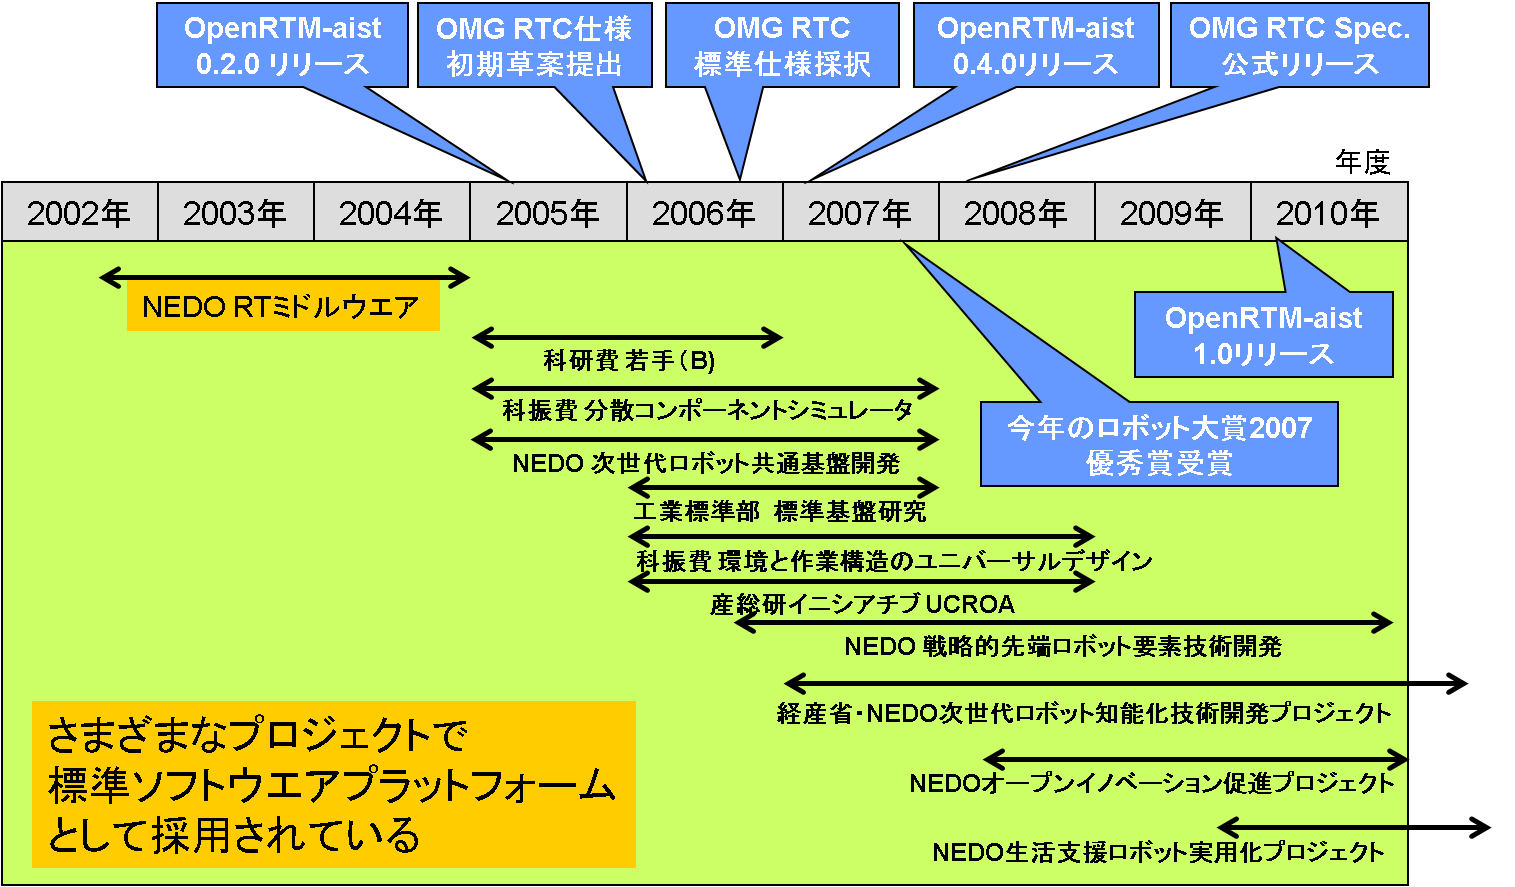 OpenRTM-aist
0.2.0 リリース
OMG RTC仕様
初期草案提出
OMG RTC
標準仕様採択
OpenRTM-aist
0.4.0リリース
OMG RTC Spec.
公式リリース
年度
2002年
2003年
2004年
2005年
2006年
2007年
2008年
2009年
2010年
NEDO RTミドルウエア
OpenRTM-aist
1.0リリース
科研費 若手(B)
科振費 分散コンポーネントシミュレータ
今年のロボット大賞2007
優秀賞受賞
NEDO 次世代ロボット共通基盤開発
工業標準部 標準基盤研究
科振費 環境と作業構造のユニバーサルデザイン
産総研イニシアチブ UCROA
NEDO 戦略的先端ロボット要素技術開発
経産省・NEDO次世代ロボット知能化技術開発プロジェクト
NEDOオープンイノベーション促進プロジェクト
NEDO生活支援ロボット実用化プロジェクト
さまざまなプロジェクトで
標準ソフトウエアプラットフォーム
として採用されている